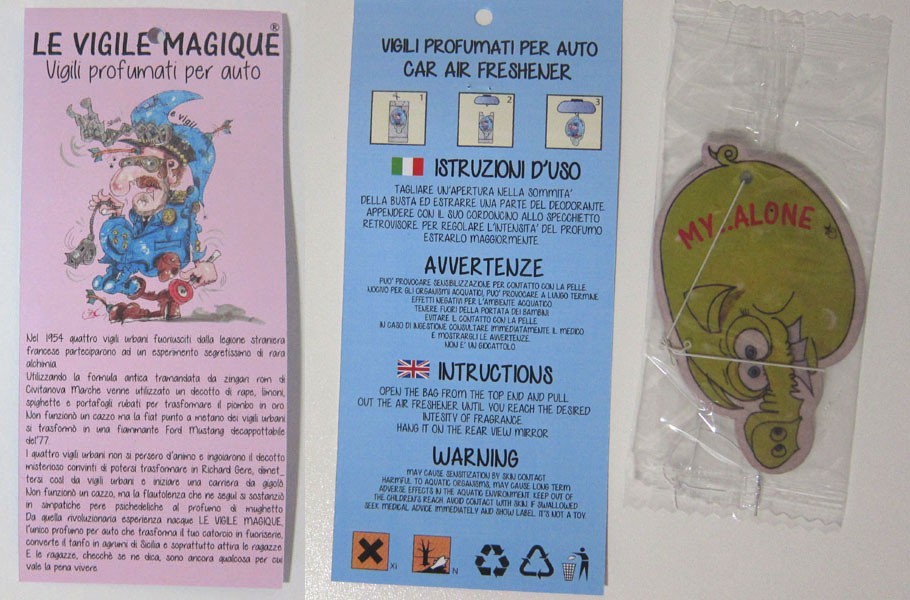 LE VIGILE MAGIQUE®
Vigili profumati per auto
e vigil
Nel 1954 quattro vigili urbani fuoriusciti dalla legione straniera
francese parteciparono ad un esperimento segretissimo di rara
alchimia.
Utilizzando la formula antica tramandata da zingari rom di
Civitanova Marche venne utilizzato un decotto di rape, limoni,
spighette e portafogli rubati per trasformare il piombo in oro.
Non funzionò un cazzo ma la fiat punto a metano dei vigili urbani
si trasformò in una fiammante Ford Mustang decappottabile
del'77.
I quattro vigili urbani non si persero d'animo e ingoiarono il decotto
misterioso convinti di potersi trasformare in Richard Gere, dimet-
tersi così da vigili urbani e iniziare una carriera da gigolò.
Non funzionò un cazzo, ma la flautolenza che ne seguì si sostanziò
in simpatiche pere psichedeliche al profumo di mughetto
Da quella rivoluzionaria esperienza nacque LE VIGILE MAGIQUE,
l'unico profumo per auto che trasforma il tuo catorcio in fuoriserie,
converte il tanfo in agrumi di Sicilia e soprattutto attira le ragazze
E le ragazze, checchè se ne dica, sono ancora qualcosa per cui
vale la pena vivere
VIGILI PROFUMATI PER AUTO
CAR AIR FRESHENER
1 2 3
ISTRUZIONI D'USO
TAGLIARE UN'APERTURA NELLA SOMMITA'
DELLA BUSTA ED ESTRARRE UNA PARTE DEL DEODORANTE
APPENDERE CON IL SUO CORDONCINO ALLO SPECCHIETTO
RETROVISORE PER REGOLARE L'INTENSITA' DEL PROFUMO
ESTRARLO MAGGIORMENTE
AVVERTENZE
PUO' PROVOCARE SENSIBILIZZAZIONE PER CONTATTO CON LA PELLE.
NOCIVO PER GLI ORGANISMI ACQUATICI, PUO' PROVOCARE A LUNGO TERMINE
EFFETTI NEGATIVI PER L'AMBIENTE ACQUATICO
TENERE FUORI DELLA PORTATA DEI BAMBINI
EVITARE IL CONTATTO CON LA PELLE.
IN CASO DI INGESTIONE CONSULTARE IMMEDIATAMENTE IL MEDICO
E MOSTRARGLI LE AVVERTENZE.
NON E' UN GIOCATTOLO
INTRUCTIONS
OPEN THE BAG FROM THE TOP END AND PULL
OUT THE AIR FRESHENER UNTIL YOU REACH THE DESIRED
INTESITY OF FRAGRANCE.
HANG IT ON THE REAR VIEW MIRROR
WARNING
MAY CAUSE SENSITIZATION BY SKIN CONTACT
HARMFUL TO AQUATIC ORGANISMS, MAY CAUSE LONG TERM
ADVERSE EFFECTS IN THE AQUATIC ENVIRONMENT. KEEP OUT OF
THE CHILDREN'S REACH. AVOID CONTACT WITH SKIN. IF SWALLOWED
SEEK MEDICAL ADVICE IMMEDIATELY AND SHOW LABEL. IT'S NOT A TOY.
Xi N
MY...ALONE